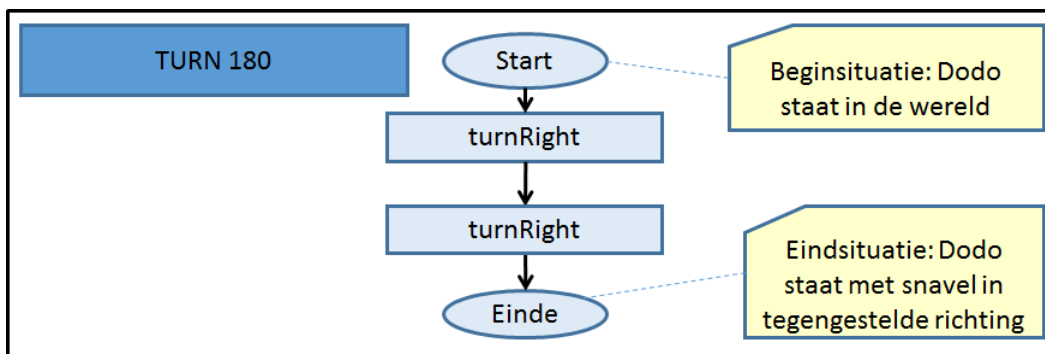 TURN 180
Start
Beginsituatie: Dodo
staat in de wereld
turnRight
turnRight
Eindsituatie: Dodo
staat met snavel in
tegengestelde richting
Einde